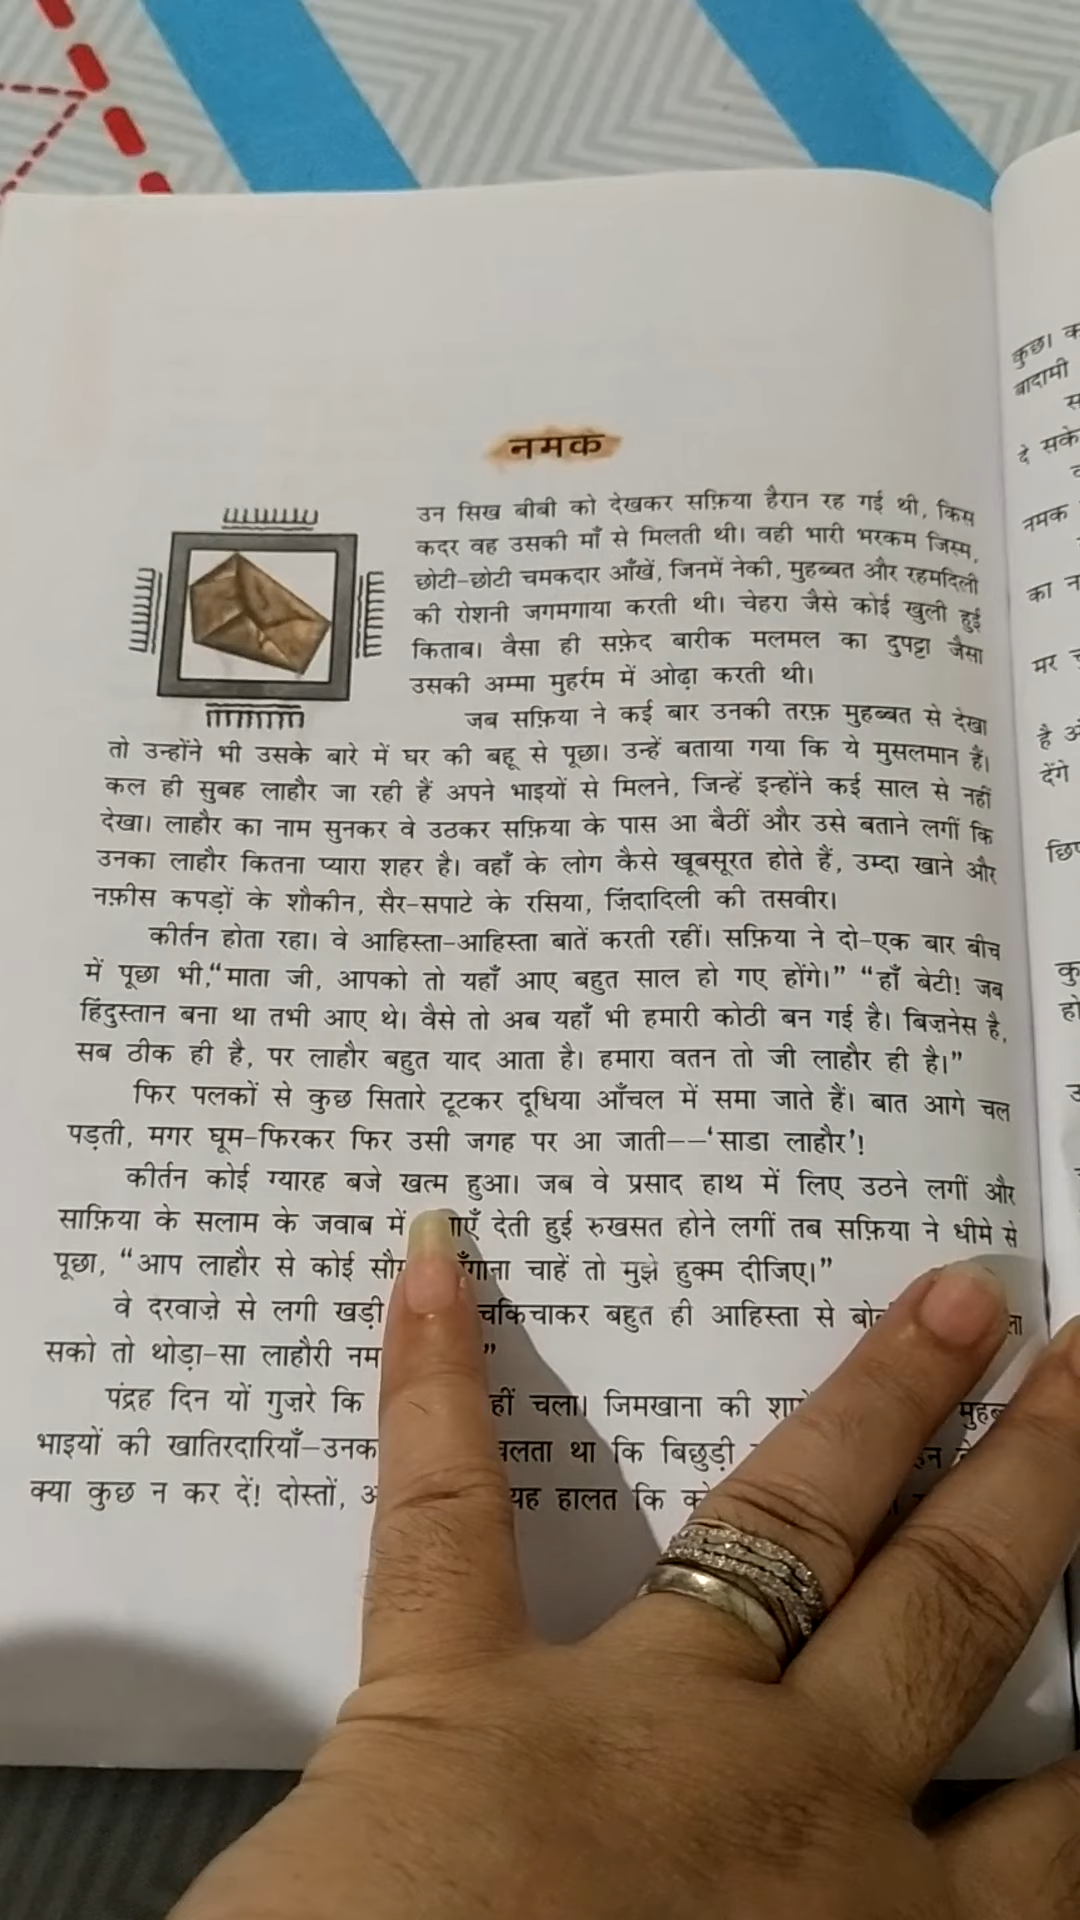 नमक
उन सिख बीबी को देखकर सफ़िया हैरान रह गई थी, किस
कदर वह उसकी माँ से मिलती थी। वही भारी भरकम जिस्म,
छोटी-छोटी चमकदार आँखें, जिनमें नेकी, मुहब्बत और रहमदिली
की रोशनी जगमगाया करती थी। चेहरा जैसे कोई खुली हुई
किताब। वैसा ही सफ़ेद बारीक मलमल का दुपट्टा जैसा
उसकी अम्मा मुहर्रम में ओढ़ा करती थी।
जब सफ़िया ने कई बार उनकी तरफ़ मुहब्बत से देखा
तो उन्होंने भी उसके बारे में घर की बहू से पूछा। उन्हें बताया गया कि ये मुसलमान हैं।
कल ही सुबह लाहौर जा रही हैं अपने भाइयों से मिलने, जिन्हें इन्होंने कई साल से नहीं
देखा। लाहौर का नाम सुनकर वे उठकर सफ़िया के पास आ बैठीं और उसे बताने लगीं कि
उनका लाहौर कितना प्यारा शहर है। वहाँ के लोग कैसे खूबसूरत होते हैं, उम्दा खाने और
नफ़ीस कपड़ों के शौकीन, सैर-सपाटे के रसिया, ज़िंदादिली की तसवीर।
कीर्तन होता रहा। वे आहिस्ता-आहिस्ता बातें करती रहीं। सफ़िया ने दो-एक बार बीच
में पूछा भी,“माता जी, आपको तो यहाँ आए बहुत साल हो गए होंगे।” “हाँ बेटी! जब
हिंदुस्तान बना था तभी आए थे। वैसे तो अब यहाँ भी हमारी कोठी बन गई है। बिज़नेस है,
सब ठीक ही है, पर लाहौर बहुत याद आता है। हमारा वतन तो जी लाहौर ही है।”
फिर पलकों से कुछ सितारे टूटकर दूधिया आँचल में समा जाते हैं। बात आगे चल
पड़ती, मगर घूम-फिरकर फिर उसी जगह पर आ जाती––‘साडा लाहौर’!
कीर्तन कोई ग्यारह बजे खत्म हुआ। जब वे प्रसाद हाथ में लिए उठने लगीं और
साफ़िया के सलाम के जवाब में देती हुई रुखसत होने लगीं तब सफ़िया ने धीमे से
पूछा, “आप लाहौर से कोई चाहें तो मुझे हुक्म दीजिए।”
वे दरवाज़े से लगी खड़ी बहुत ही आहिस्ता से
सको तो थोड़ा-सा लाहौरी ”
पंद्रह दिन यों गुज़रे कि चला। जिमखाना की
भाइयों की खातिरदारियाँ– था कि बिछुड़ी
क्या कुछ न कर दें! दोस्तों, यह हालत कि
कुछ।
बादामी
दे सके
नमक
का
मर
है
देंगे